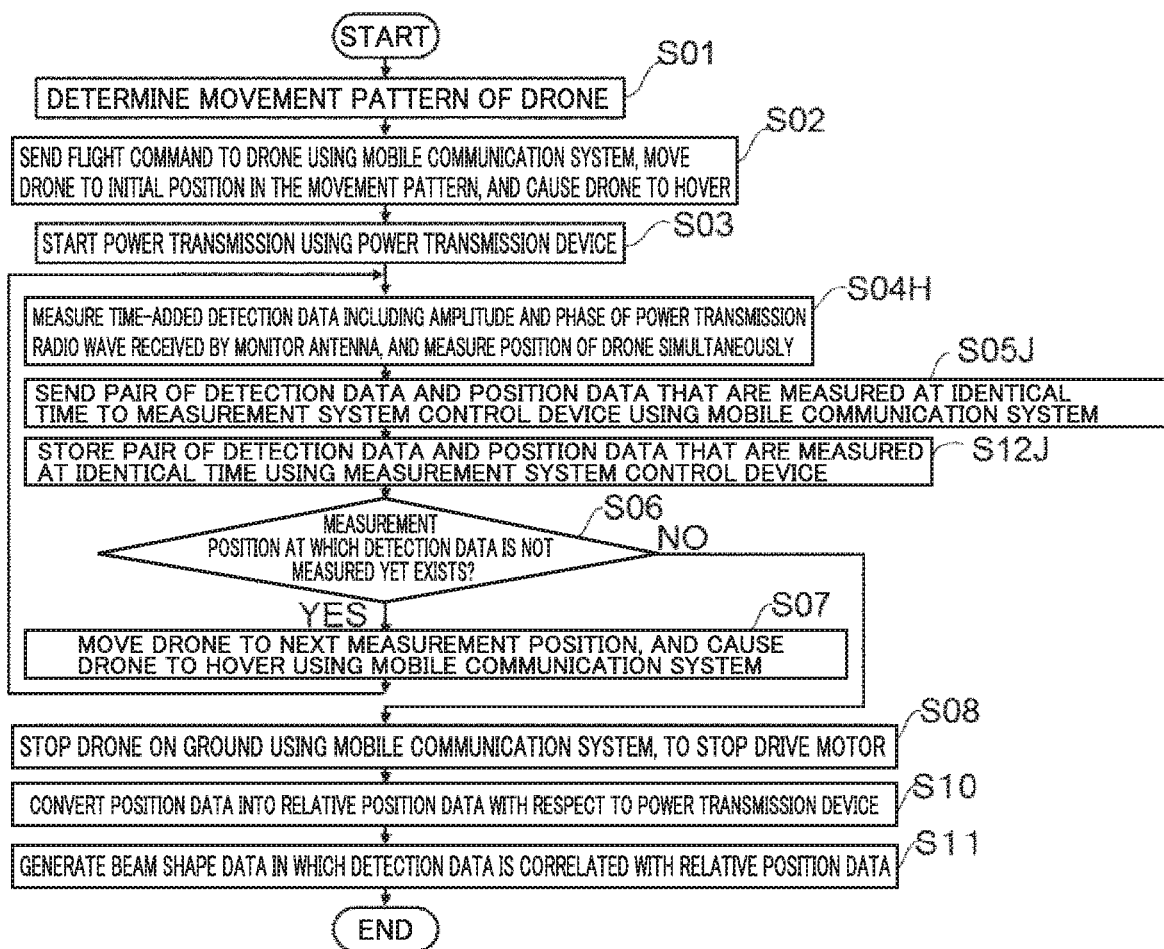 START
S01
DETERMINE MOVEMENT PATTERN OF DRONE
S02
SEND FLIGHT COMMAND TO DRONE USING MOBILE COMMUNICATION SYSTEM, MOVE
DRONE TO INITIAL POSITION IN THE MOVEMENT PATTERN, AND CAUSE DRONE TO HOVER
S03
START POWER TRANSMISSION USING POWER TRANSMISSION DEVICE
S04H
MEASURE TIME-ADDED DETECTION DATA INCLUDING AMPLITUDE AND PHASE OF POWER TRANSMISSION
RADIO WAVE RECEIVED BY MONITOR ANTENNA, AND MEASURE POSITION OF DRONE SIMULTANEOUSLY
S05J
SEND PAIR OF DETECTION DATA AND POSITION DATA THAT ARE MEASURED AT IDENTICAL
TIME TO MEASUREMENT SYSTEM CONTROL DEVICE USING MOBILE COMMUNICATION SYSTEM
S12J
STORE PAIR OF DETECTION DATA AND POSITION DATA THAT ARE MEASURED
AT IDENTICAL TIME USING MEASUREMENT SYSTEM CONTROL DEVICE
S06
MEASUREMENT
POSITION AT WHICH DETECTION DATA IS NOT
MEASURED YET EXISTS?
NO
YES
S07
MOVE DRONE TO NEXT MEASUREMENT POSITION, AND CAUSE
DRONE TO HOVER USING MOBILE COMMUNICATION SYSTEM
S08
STOP DRONE ON GROUND USING MOBILE COMMUNICATION SYSTEM, TO STOP DRIVE MOTOR
S10
CONVERT POSITION DATA INTO RELATIVE POSITION DATA WITH RESPECT TO POWER TRANSMISSION DEVICE
S11
GENERATE BEAM SHAPE DATA IN WHICH DETECTION DATA IS CORRELATED WITH RELATIVE POSITION DATA
END